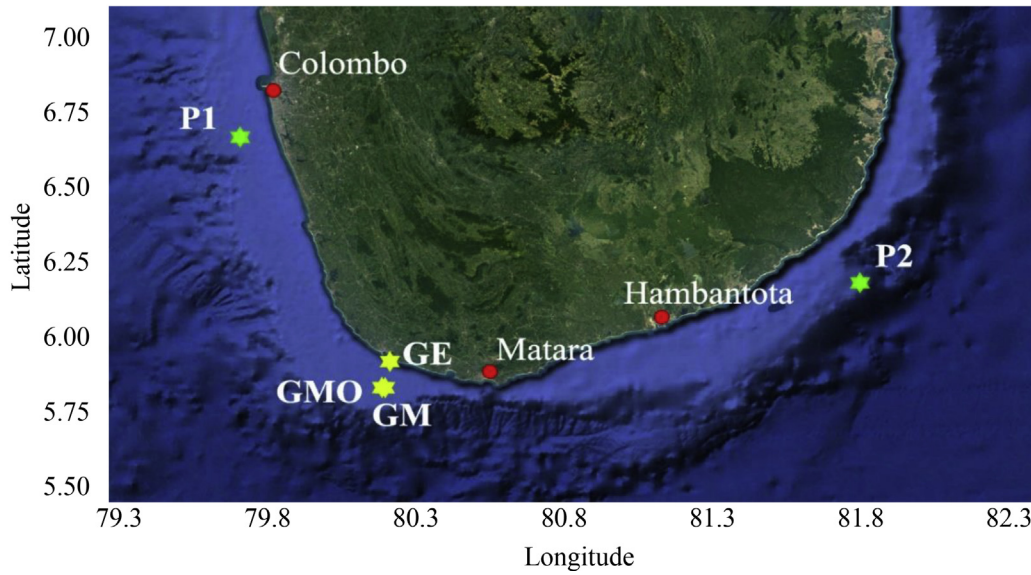 7.00
Colombo
6.75
P1
6.50
Latitude
6.25
P2
Hambantota
6.00
GE
Matara
GMO
GM
5.75
5.50
79.3 79.8 80.3 80.8 81.3 81.8 82.3
Longitude